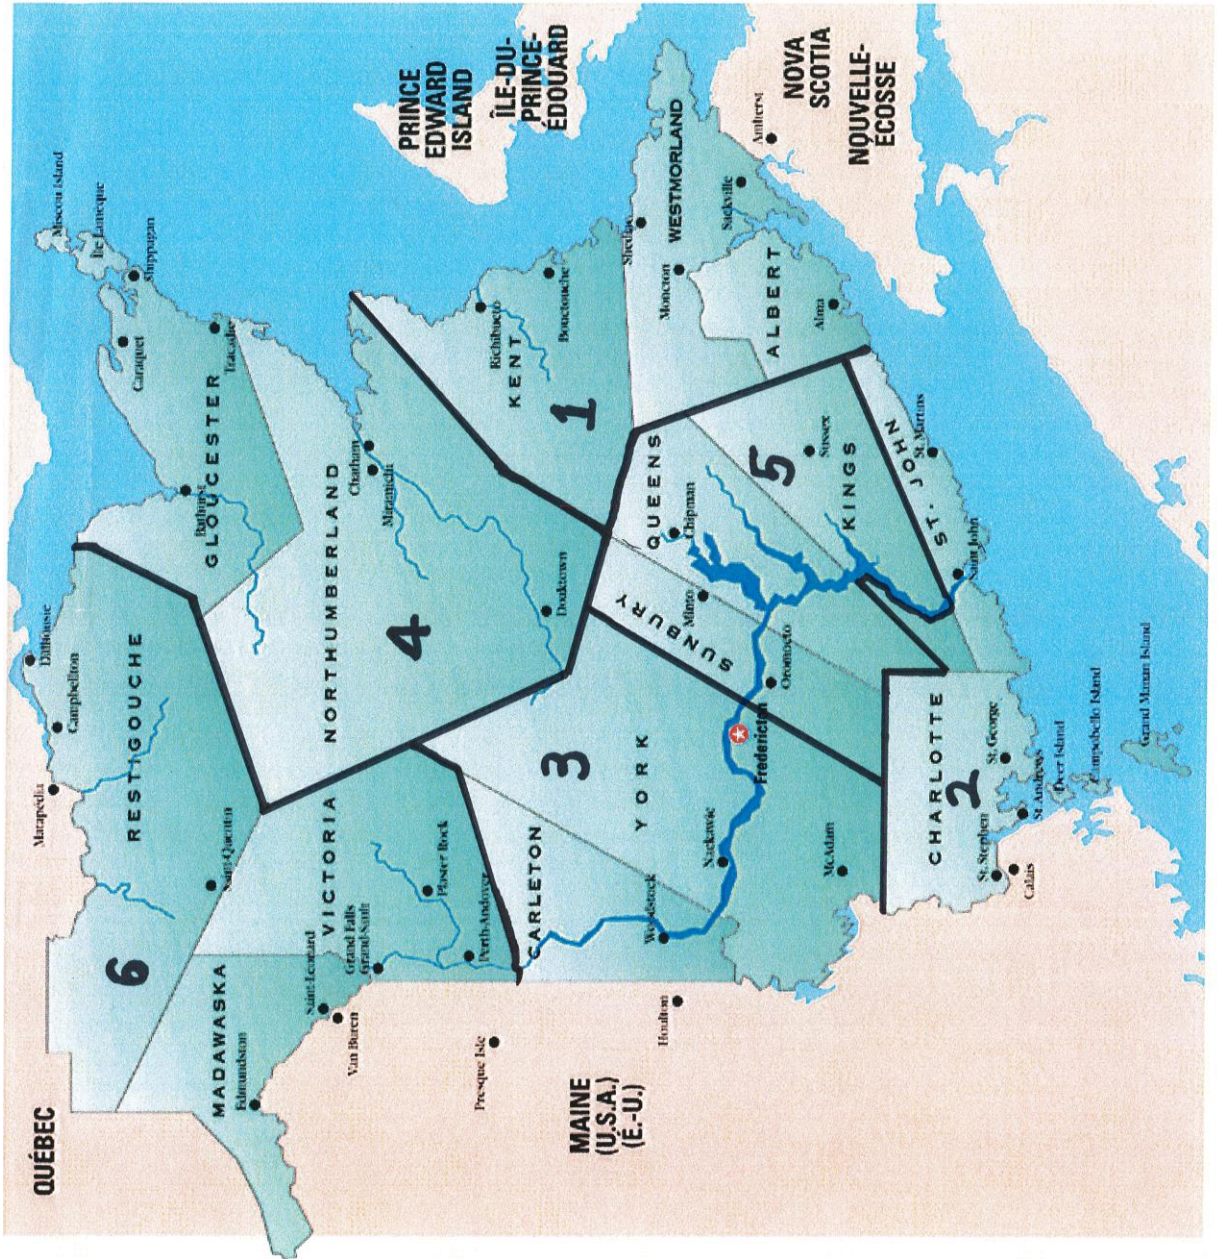 QUÉBEC
Dalhousie
Campbellton
Matapédia
Miscou Island
Ile Lameque
Shippagan
Caraquet
Tracadie
Bathurst
GLOUCESTER
RESTIGOUCHE
6
Saint-Quentin
MADAWASKA
Edmundston
Saint-Leonard
Van Buren
Grand Falls
Grand-Sault
VICTORIA
NORTHUMBERLAND
4
Chatham
Miramichi
Plaster Rock
Perth-Andover
Presque Isle
Doaktown
PRINCE
EDWARD
ISLAND
ÎLE-DU-
PRINCE-
ÉDOUARD
Richibucto
KENT
Bouctouche
1
MAINE
(U.S.A.)
(É.-U.)
CARLETON
3
YORK
Woodstock
Houlton
Nackawic
Fredericton
McAdam
SUNBURY
Minto
Oromocto
QUEENS
Chipman
Shediac
Moncton
WESTMORLAND
Sackville
Amherst
NOVA
SCOTIA
NOUVELLE-
ÉCOSSE
ALBERT
Alma
5
Sussex
KINGS
ST. JOHN
St. Martins
Saint John
CHARLOTTE
2
St. George
St. Stephen
Calais
St. Andrews
Deer Island
Campobello Island
Grand Manan Island